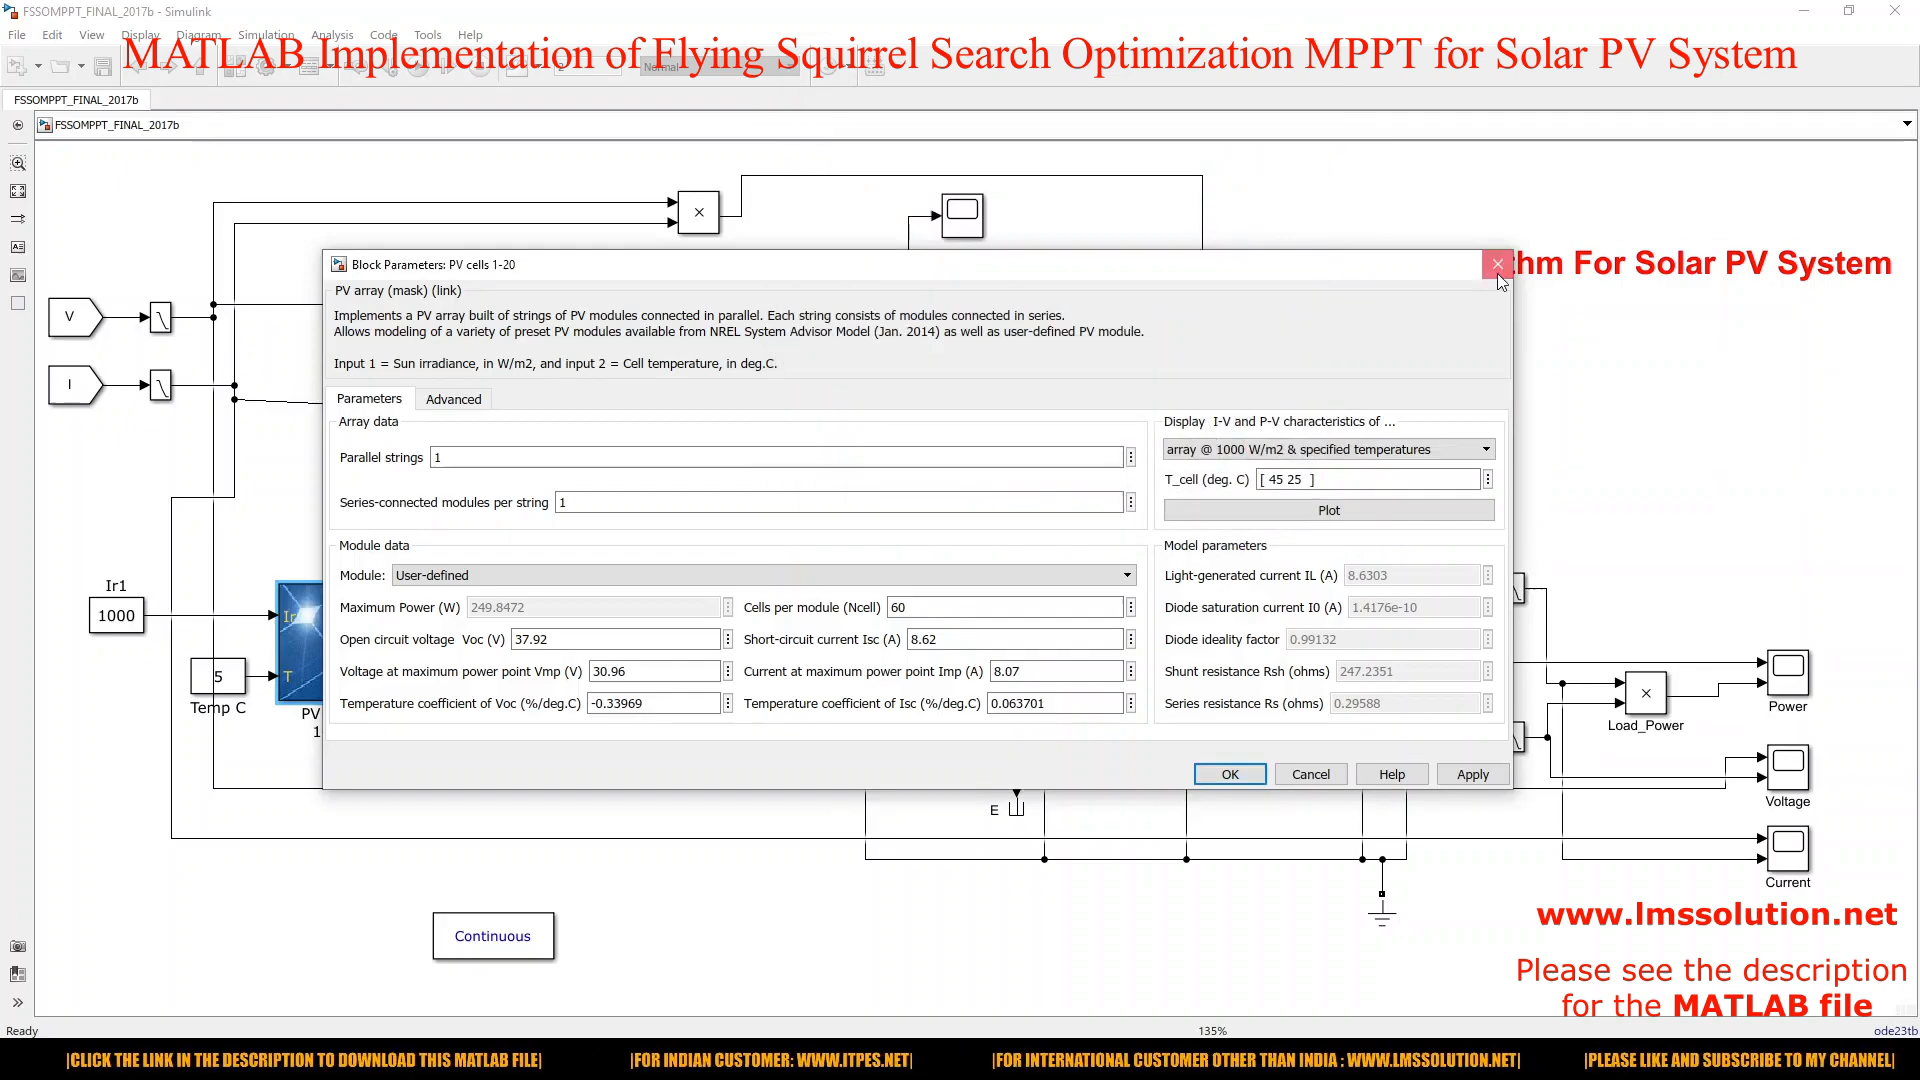 FSSOMPPT_FINAL_2017b - Simulink
File Edit View Display Diagram Simulation Analysis Code Tools Help
MATLAB Implementation of Flying Squirrel Search Optimization MPPT for Solar PV System
Normal
FSSOMPPT_FINAL_2017b
FSSOMPPT_FINAL_2017b
×
thm For Solar PV System
V
I
Block Parameters: PV cells 1-20
PV array (mask) (link)
Implements a PV array built of strings of PV modules connected in parallel. Each string consists of modules connected in series.
Allows modeling of a variety of preset PV modules available from NREL System Advisor Model (Jan. 2014) as well as user-defined PV module.
Input 1 = Sun irradiance, in W/m2, and input 2 = Cell temperature, in deg.C.
Parameters Advanced
Array data
Parallel strings 1
Series-connected modules per string 1
Display I-V and P-V characteristics of ...
array @ 1000 W/m2 & specified temperatures
T_cell (deg. C) [ 45 25 ]
Plot
Module data
Module: User-defined
Maximum Power (W) 249.8472 Cells per module (Ncell) 60
Open circuit voltage Voc (V) 37.92 Short-circuit current Isc (A) 8.62
Voltage at maximum power point Vmp (V) 30.96 Current at maximum power point Imp (A) 8.07
Temperature coefficient of Voc (%/deg.C) -0.33969 Temperature coefficient of Isc (%/deg.C) 0.063701
Model parameters
Light-generated current IL (A) 8.6303
Diode saturation current I0 (A) 1.4176e-10
Diode ideality factor 0.99132
Shunt resistance Rsh (ohms) 247.2351
Series resistance Rs (ohms) 0.29588
OK Cancel Help Apply
Ir1
1000
5
Temp C
Ir
T
PV
1
E
×
Load_Power
Power
Voltage
Current
Continuous
www.lmssolution.net
Please see the description
for the MATLAB file
Ready 135% ode23tb
|CLICK THE LINK IN THE DESCRIPTION TO DOWNLOAD THIS MATLAB FILE| |FOR INDIAN CUSTOMER: WWW.ITPES.NET| |FOR INTERNATIONAL CUSTOMER OTHER THAN INDIA : WWW.LMSSOLUTION.NET| |PLEASE LIKE AND SUBSCRIBE TO MY CHANNEL|